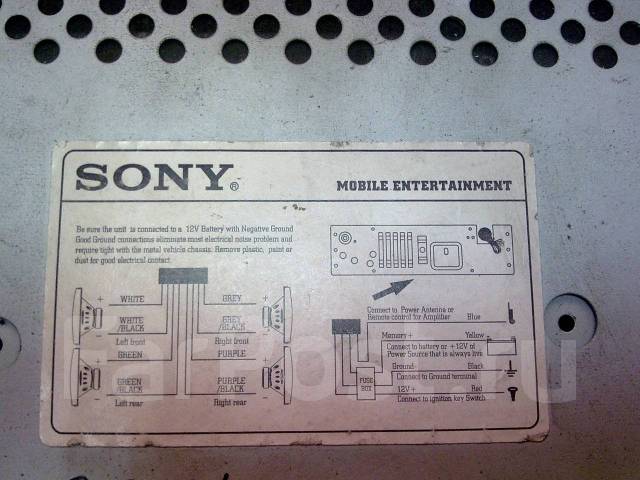 SONY®
MOBILE ENTERTAINMENT
Be sure the unit is connected to a 12V Battery with Negative Ground
Good Ground connections eliminate most electrical noise problem and
require tight with the metal vehicle chassis. Remove plastic, paint or
dust for good electrical contact.
+ WHITE GREY +
- WHITE /BLACK GREY /BLACK -
Left front Right front
+ GREEN PURPLE +
- GREEN /BLACK PURPLE /BLACK -
Left rear Right rear
Connect to Power Antenna or
Remote control for Amplifier Blue
Memory+ Yellow
Connect to battery or +12V of
Power Source that is always live
Ground- Black
Connect to Ground terminal
12V+ Red
Connect to ignition key Switch
FUSE
BOX